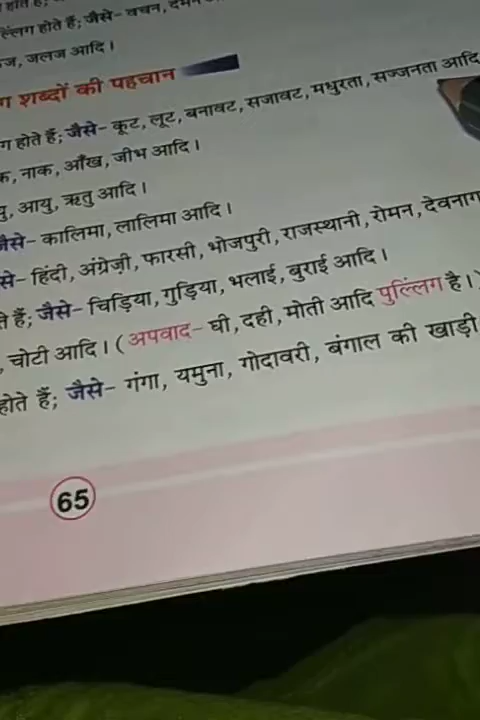 ल्लिंग होते हैं; जैसे– वचन,
ज, जलज आदि।
ग शब्दों की पहचान
ग होते हैं; जैसे– कूट, लूट, बनावट, सजावट, मधुरता, सज्जनता आदि
क, नाक, आँख, जीभ आदि।
यु, आयु, ऋतु आदि।
जैसे– कालिमा, लालिमा आदि।
से– हिंदी, अंग्रेज़ी, फारसी, भोजपुरी, राजस्थानी, रोमन, देवनाग
ते हैं; जैसे– चिड़िया, गुड़िया, भलाई, बुराई आदि।
, चोटी आदि। (अपवाद– घी, दही, मोती आदि पुल्लिंग है।)
होते हैं; जैसे– गंगा, यमुना, गोदावरी, बंगाल की खाड़ी
65